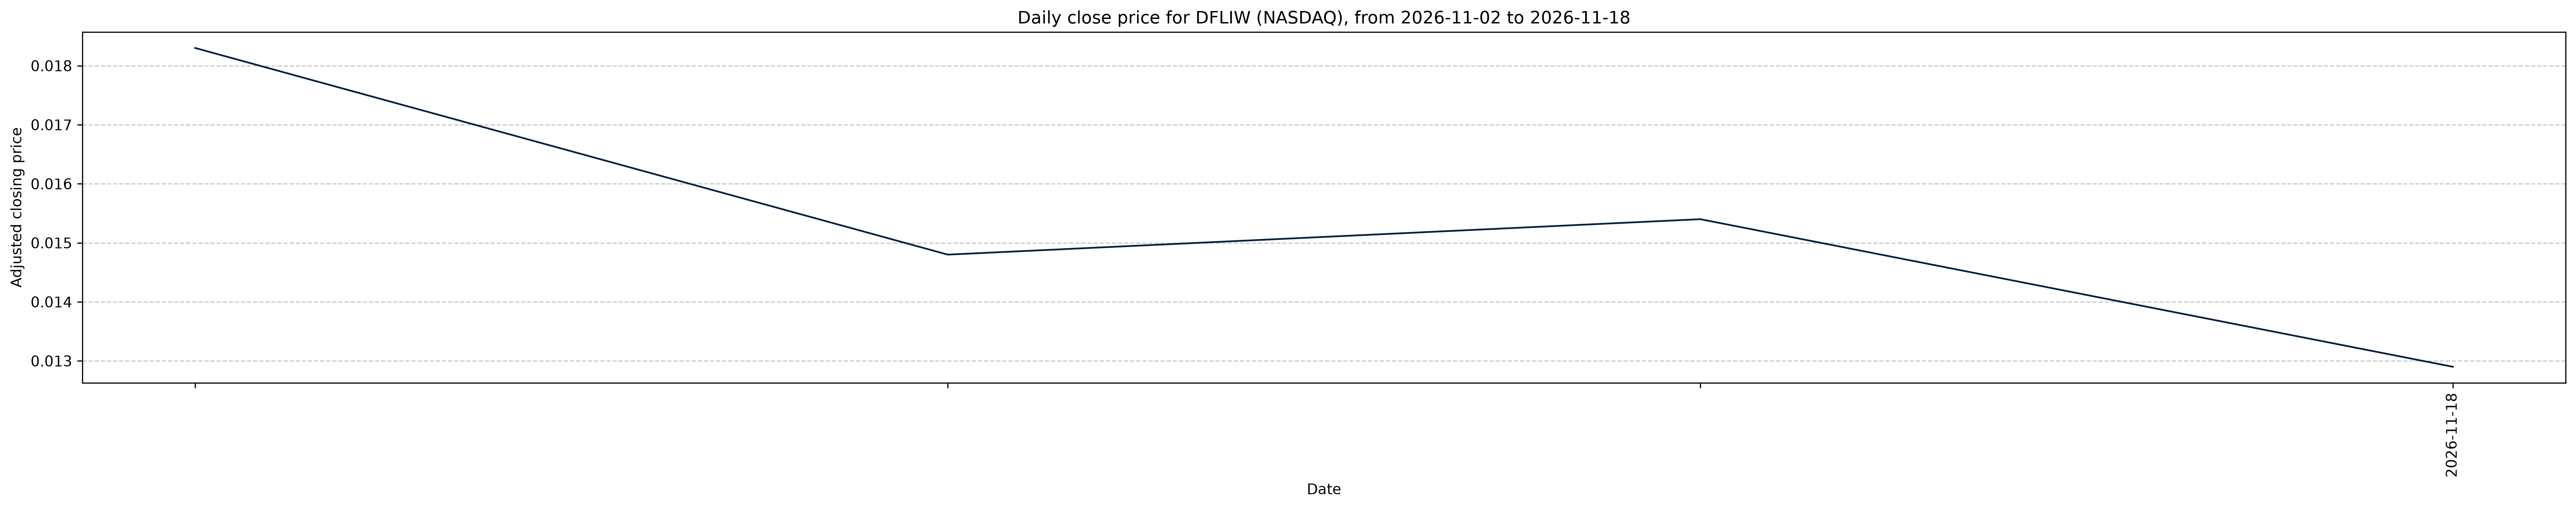 Daily close price for DFLIW (NASDAQ), from 2026-11-02 to 2026-11-18
Adjusted closing price
0.018
0.017
0.016
0.015
0.014
0.013
2026-11-18
Date